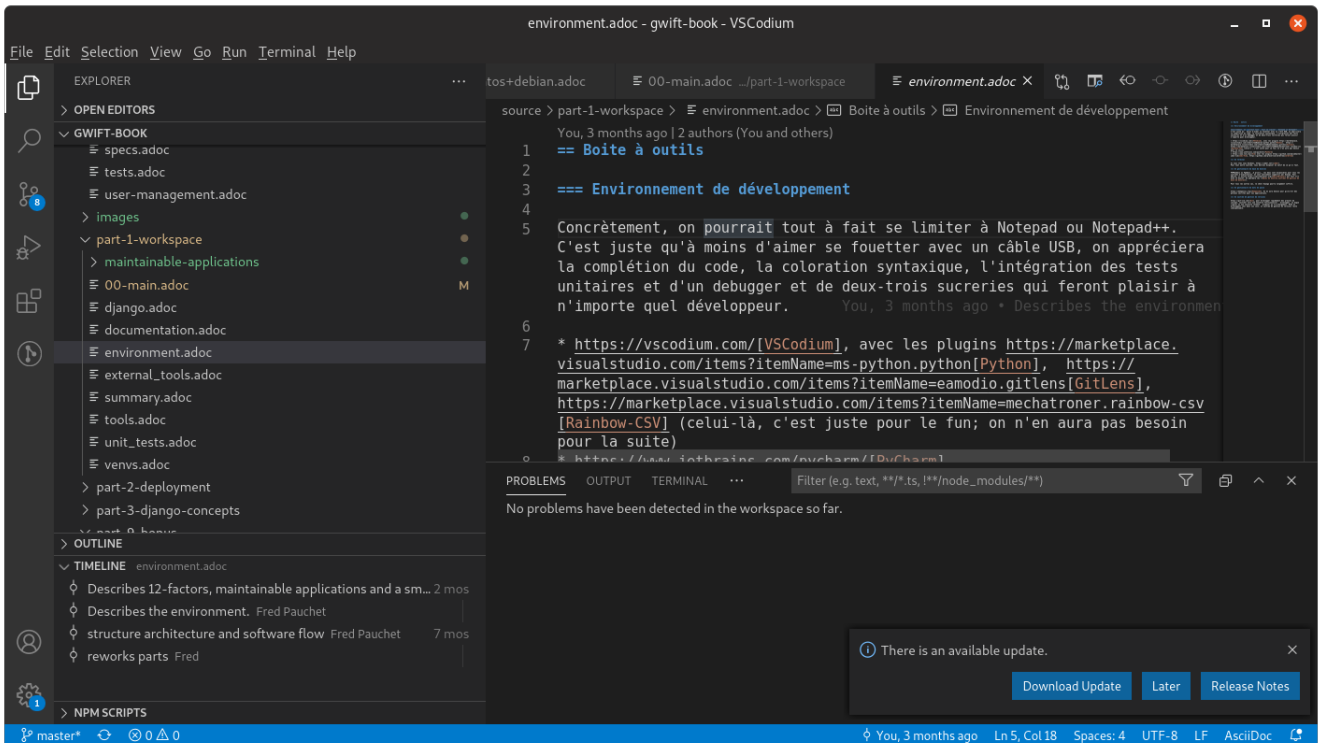 environment.adoc - gwift-book - VSCodium
File Edit Selection View Go Run Terminal Help
EXPLORER
OPEN EDITORS
GWIFT-BOOK
specs.adoc
tests.adoc
user-management.adoc
images
part-1-workspace
maintainable-applications
00-main.adoc M
django.adoc
documentation.adoc
environment.adoc
external_tools.adoc
summary.adoc
tools.adoc
unit_tests.adoc
venvs.adoc
part-2-deployment
part-3-django-concepts
part-9-bonus
OUTLINE
TIMELINE environment.adoc
Describes 12-factors, maintainable applications and a sm... 2 mos
Describes the environment. Fred Pauchet
structure architecture and software flow Fred Pauchet 7 mos
reworks parts Fred
NPM SCRIPTS
8
1
tos+debian.adoc 00-main.adoc .../part-1-workspace environment.adoc
source > part-1-workspace > environment.adoc > Boite à outils > Environnement de développement
You, 3 months ago | 2 authors (You and others)
1 == Boite à outils
2
3 === Environnement de développement
4
5 Concrètement, on pourrait tout à fait se limiter à Notepad ou Notepad++.
C'est juste qu'à moins d'aimer se fouetter avec un câble USB, on appréciera
la complétion du code, la coloration syntaxique, l'intégration des tests
unitaires et d'un debugger et de deux-trois sucreries qui feront plaisir à
n'importe quel développeur. You, 3 months ago • Describes the environmen
6
7 * https://vscodium.com/[VSCodium], avec les plugins https://marketplace.
visualstudio.com/items?itemName=ms-python.python[Python], https://
marketplace.visualstudio.com/items?itemName=eamodio.gitlens[GitLens],
https://marketplace.visualstudio.com/items?itemName=mechatroner.rainbow-csv
[Rainbow-CSV] (celui-là, c'est juste pour le fun; on n'en aura pas besoin
pour la suite)
8 * https://www.jetbrains.com/pycharm/[PyCharm]
PROBLEMS OUTPUT TERMINAL ... Filter (e.g. text, **/*.ts, !**/node_modules/**)
No problems have been detected in the workspace so far.
There is an available update.
Download Update Later Release Notes
master* 0 0 You, 3 months ago Ln 5, Col 18 Spaces: 4 UTF-8 LF AsciiDoc